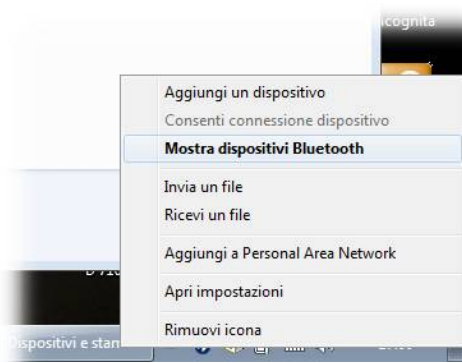 Aggiungi un dispositivo
Consenti connessione dispositivo
Mostra dispositivi Bluetooth
Invia un file
Ricevi un file
Aggiungi a Personal Area Network
Apri impostazioni
Rimuovi icona